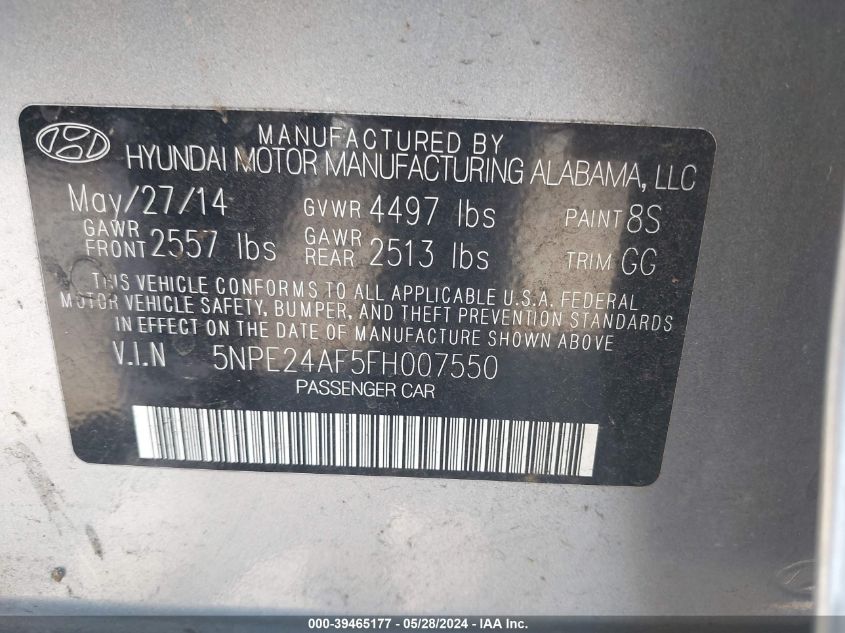 MANUFACTURED BY
HYUNDAI MOTOR MANUFACTURING ALABAMA, LLC
May/27/14 GVWR 4497 lbs PAINT 8S
GAWR FRONT 2557 lbs GAWR REAR 2513 lbs TRIM GG
THIS VEHICLE CONFORMS TO ALL APPLICABLE U.S.A. FEDERAL
MOTOR VEHICLE SAFETY, BUMPER, AND THEFT PREVENTION STANDARDS
IN EFFECT ON THE DATE OF MANUFACTURE SHOWN ABOVE
V.I.N 5NPE24AF5FH007550
PASSENGER CAR
000-39465177 - 05/28/2024 - IAA Inc.